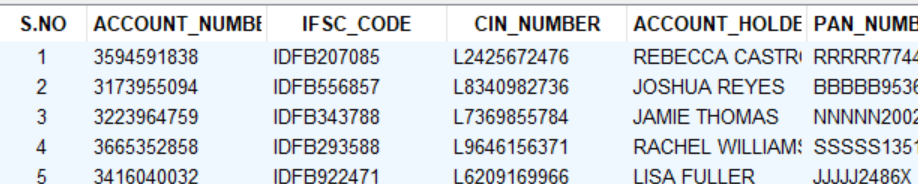 S.NO ACCOUNT_NUMBE IFSC_CODE CIN_NUMBER ACCOUNT_HOLDE PAN_NUMB
1 3594591838 IDFB207085 L2425672476 REBECCA CASTR RRRRR7744
2 3173955094 IDFB556857 L8340982736 JOSHUA REYES BBBBB9536
3 3223964759 IDFB343788 L7369855784 JAMIE THOMAS NNNNN2002
4 3665352858 IDFB293588 L9646156371 RACHEL WILLIAMS SSSSS1351
5 3416040032 IDFB922471 L6209169966 LISA FULLER JJJJJ2486X